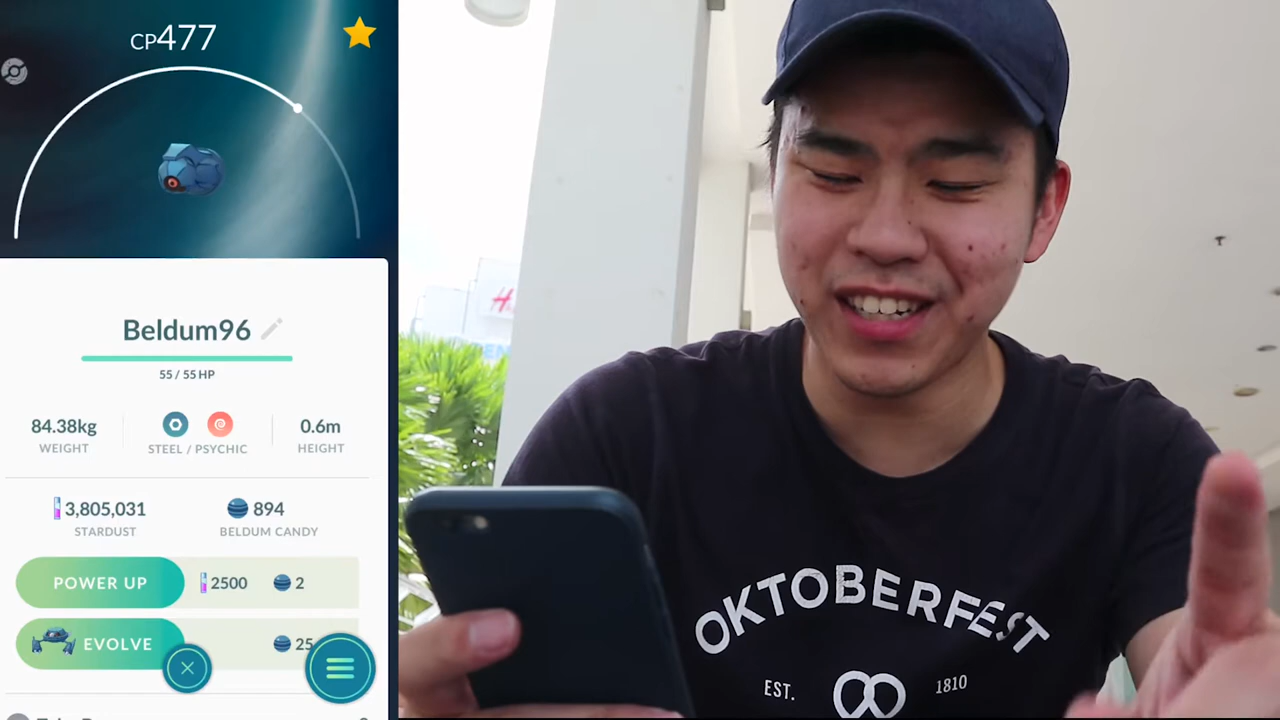 CP477
Beldum96
55 / 55 HP
84.38kg
WEIGHT
STEEL / PSYCHIC
0.6m
HEIGHT
3,805,031
STARDUST
894
BELDUM CANDY
POWER UP
2500
2
EVOLVE
25
H&
OKTOBERFEST
EST.
1810